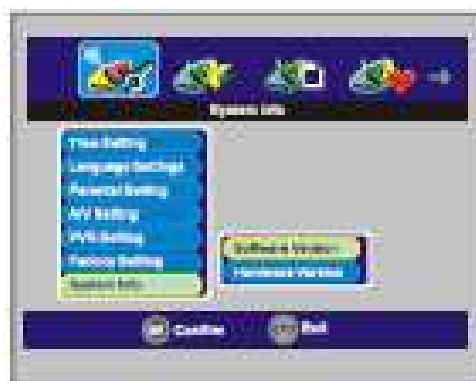 System Info
Time Setting
Language Settings
Parental Setting
A/V Setting
PVR Setting
Factory Setting
System Info
Software Version
Hardware Version
OK Confirm Exit